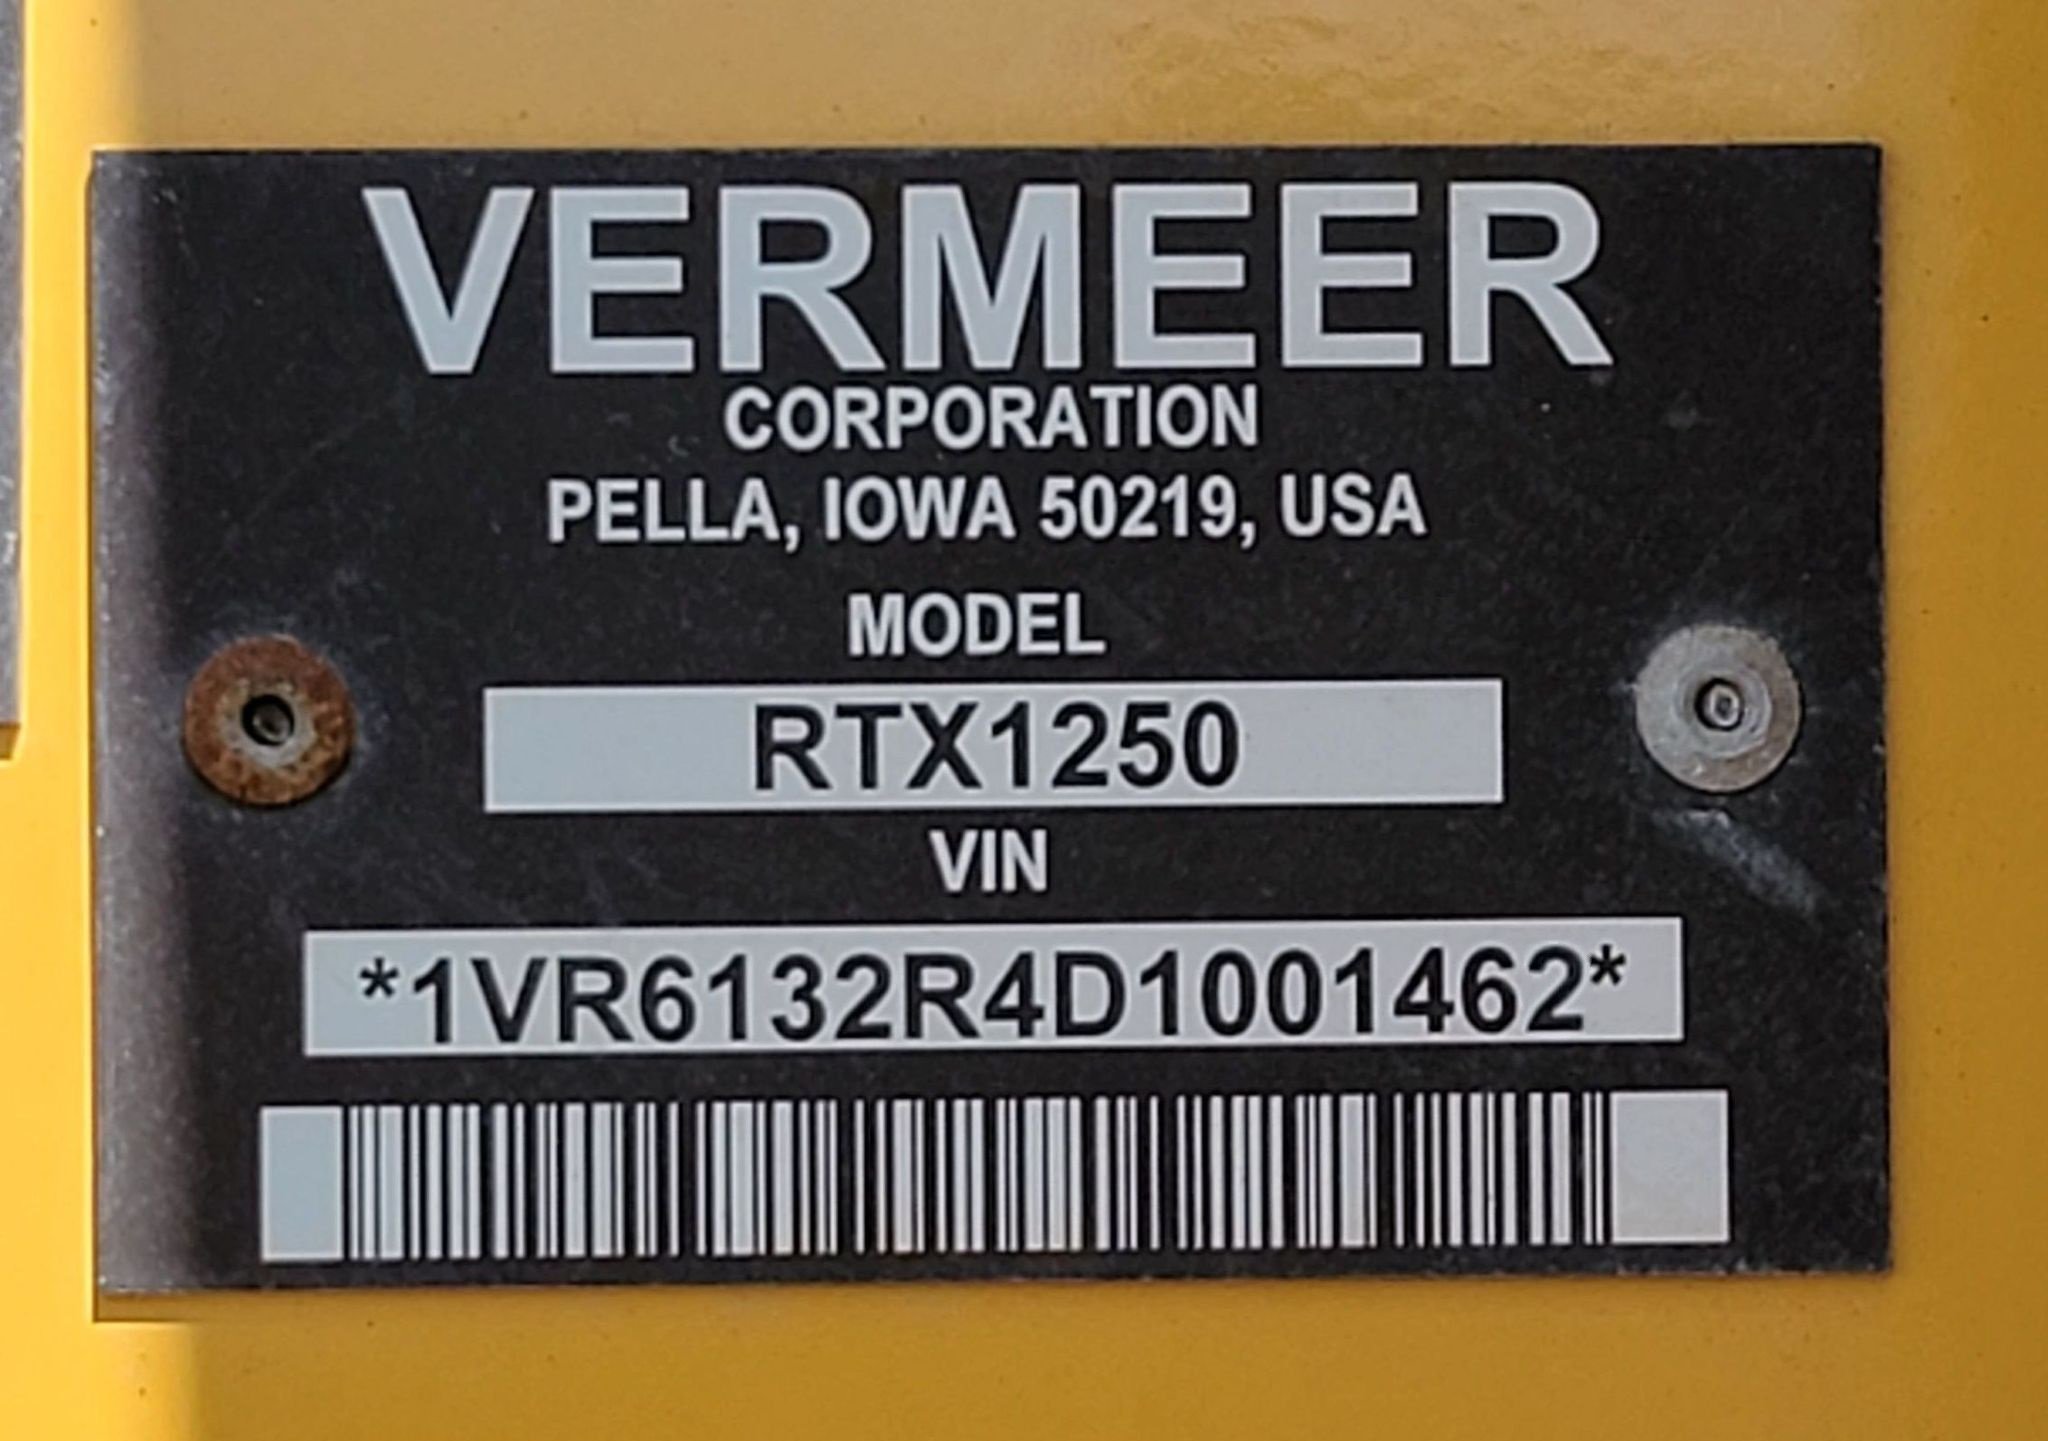 VERMEER
CORPORATION
PELLA, IOWA 50219, USA
MODEL
RTX1250
VIN
*1VR6132R4D1001462*